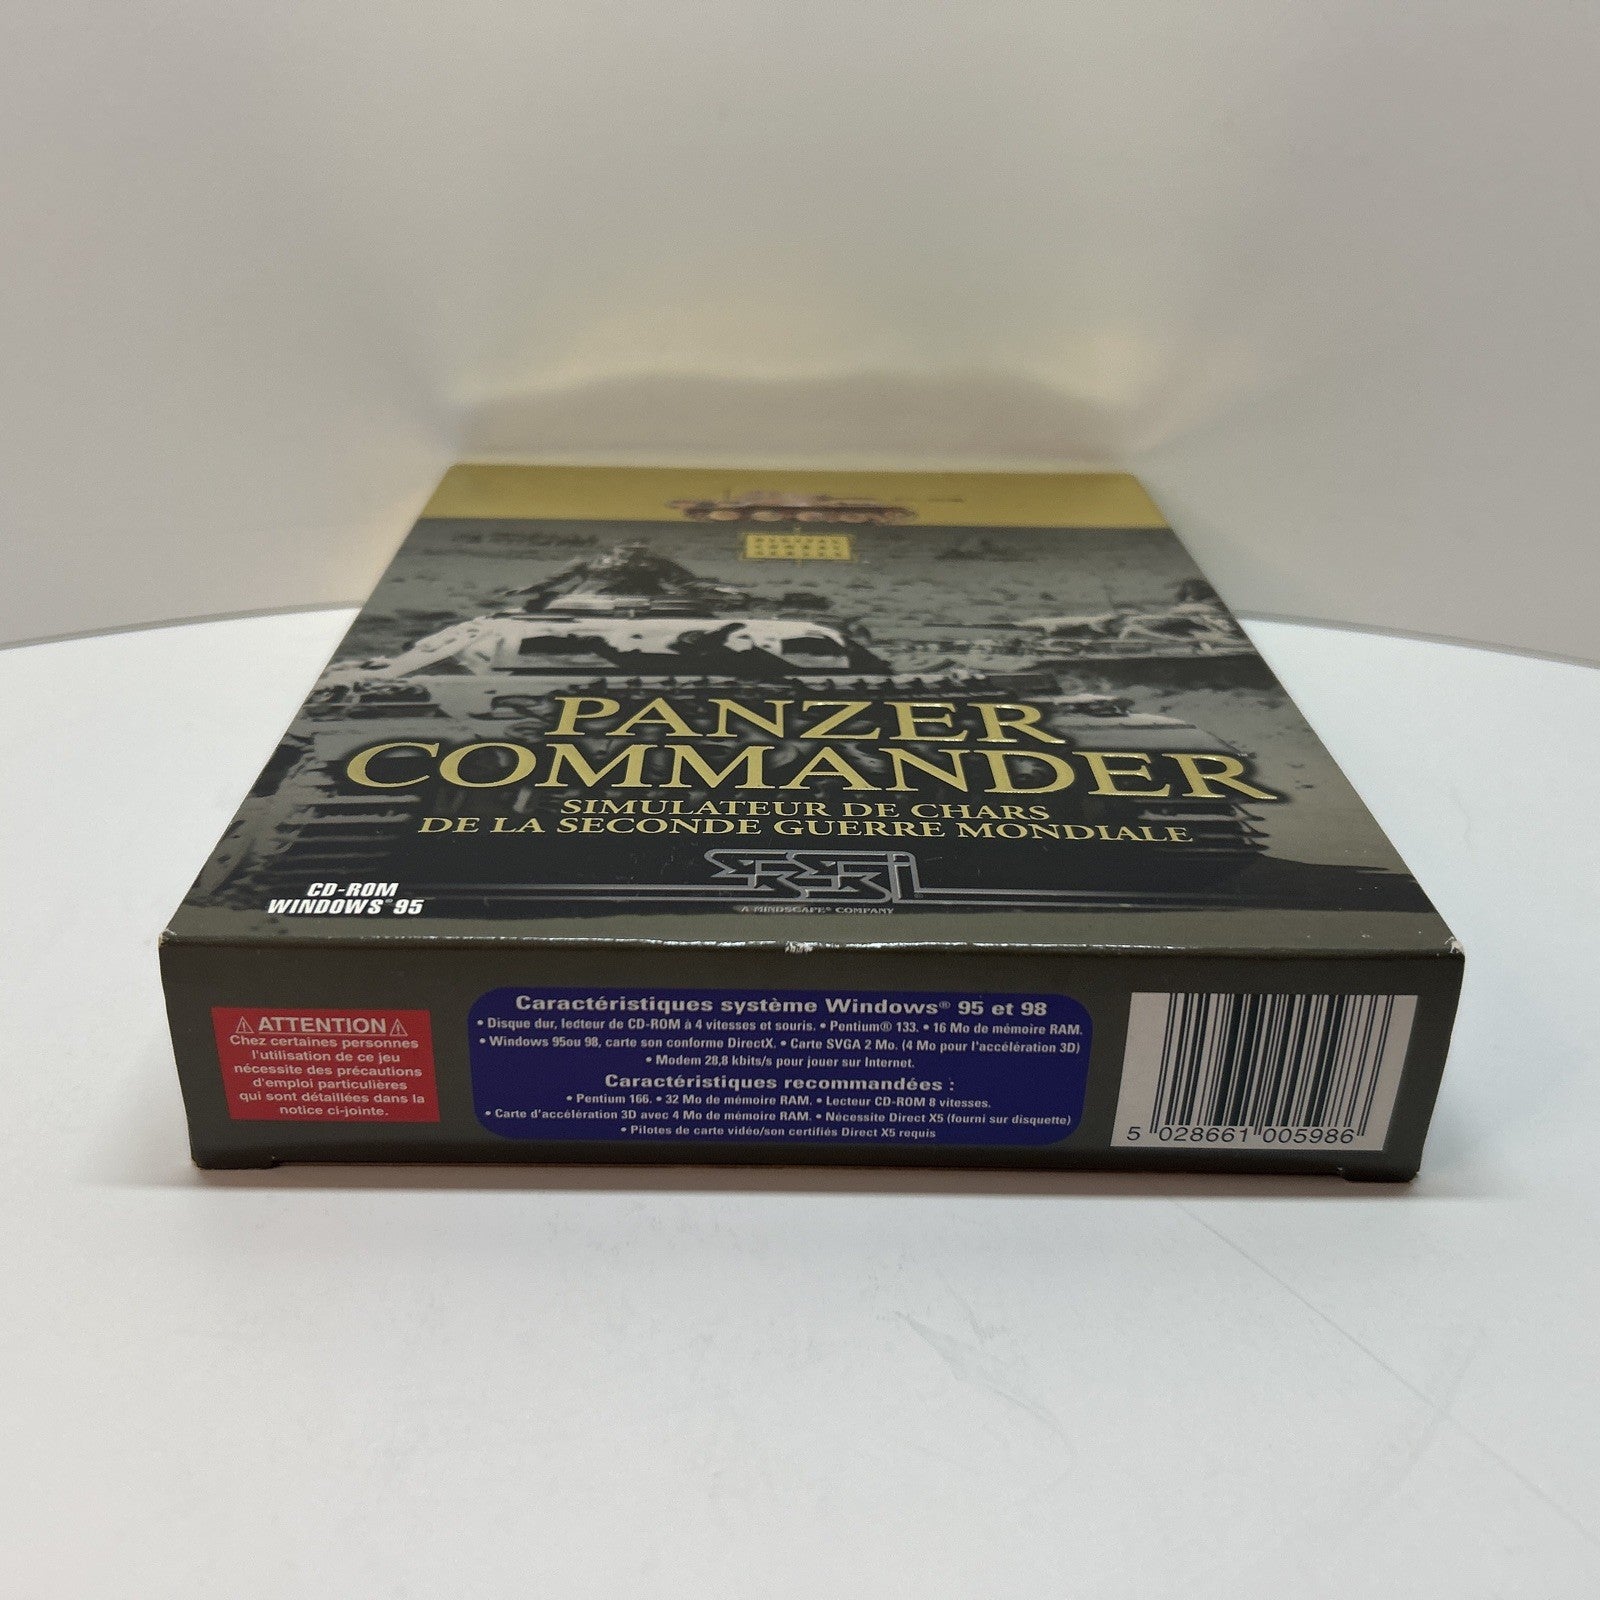 DIGITAL
COMBAT
SERIES
PANZER
COMMANDER
SIMULATEUR DE CHARS
DE LA SECONDE GUERRE MONDIALE
SSI
A MINDSCAPE® COMPANY
CD-ROM
WINDOWS® 95
⚠ ATTENTION ⚠
Chez certaines personnes
l'utilisation de ce jeu
nécessite des précautions
d'emploi particulières
qui sont détaillées dans la
notice ci-jointe.
Caractéristiques système Windows® 95 et 98
• Disque dur, lecteur de CD-ROM à 4 vitesses et souris. • Pentium® 133. • 16 Mo de mémoire RAM.
• Windows 95ou 98, carte son conforme DirectX. • Carte SVGA 2 Mo. (4 Mo pour l'accélération 3D)
• Modem 28,8 kbits/s pour jouer sur Internet.
Caractéristiques recommandées :
• Pentium 166. • 32 Mo de mémoire RAM. • Lecteur CD-ROM 8 vitesses.
• Carte d'accélération 3D avec 4 Mo de mémoire RAM. • Nécessite Direct X5 (fourni sur disquette)
• Pilotes de carte vidéo/son certifiés Direct X5 requis
5 028661 005986